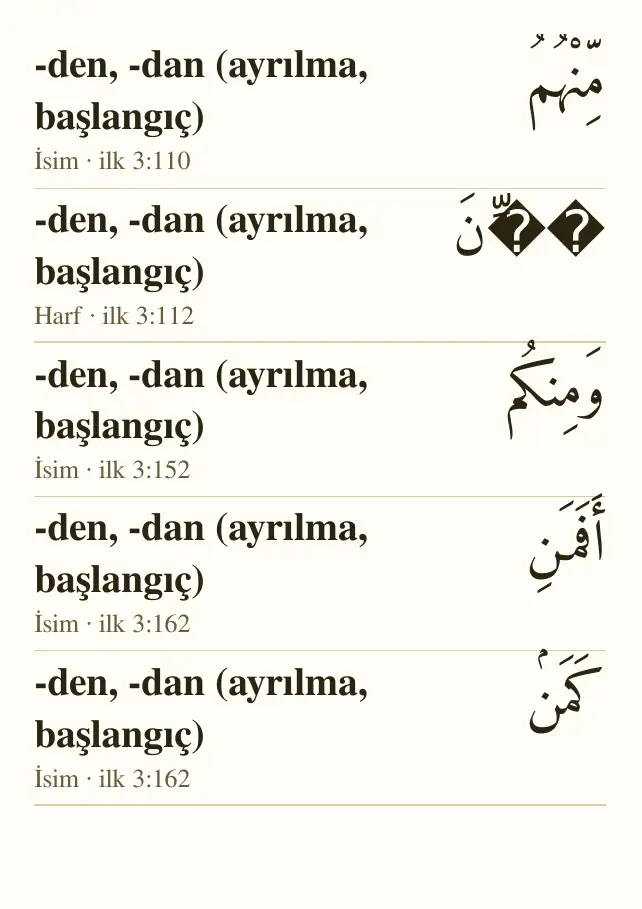 -den, -dan (ayrılma, başlangıç)
مِّنْهُمُ
İsim · ilk 3:110
-den, -dan (ayrılma, başlangıç)
��ِّنَ
Harf · ilk 3:112
-den, -dan (ayrılma, başlangıç)
وَمِنكُم
İsim · ilk 3:152
-den, -dan (ayrılma, başlangıç)
أَفَمَنِ
İsim · ilk 3:162
-den, -dan (ayrılma, başlangıç)
كَمَنۢ
İsim · ilk 3:162